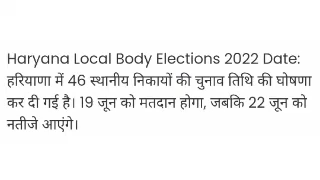 Haryana Local Body Elections 2022 Date:
हरियाणा में 46 स्थानीय निकायों की चुनाव तिथि की घोषणा
कर दी गई है। 19 जून को मतदान होगा, जबकि 22 जून को
नतीजे आएंगे।